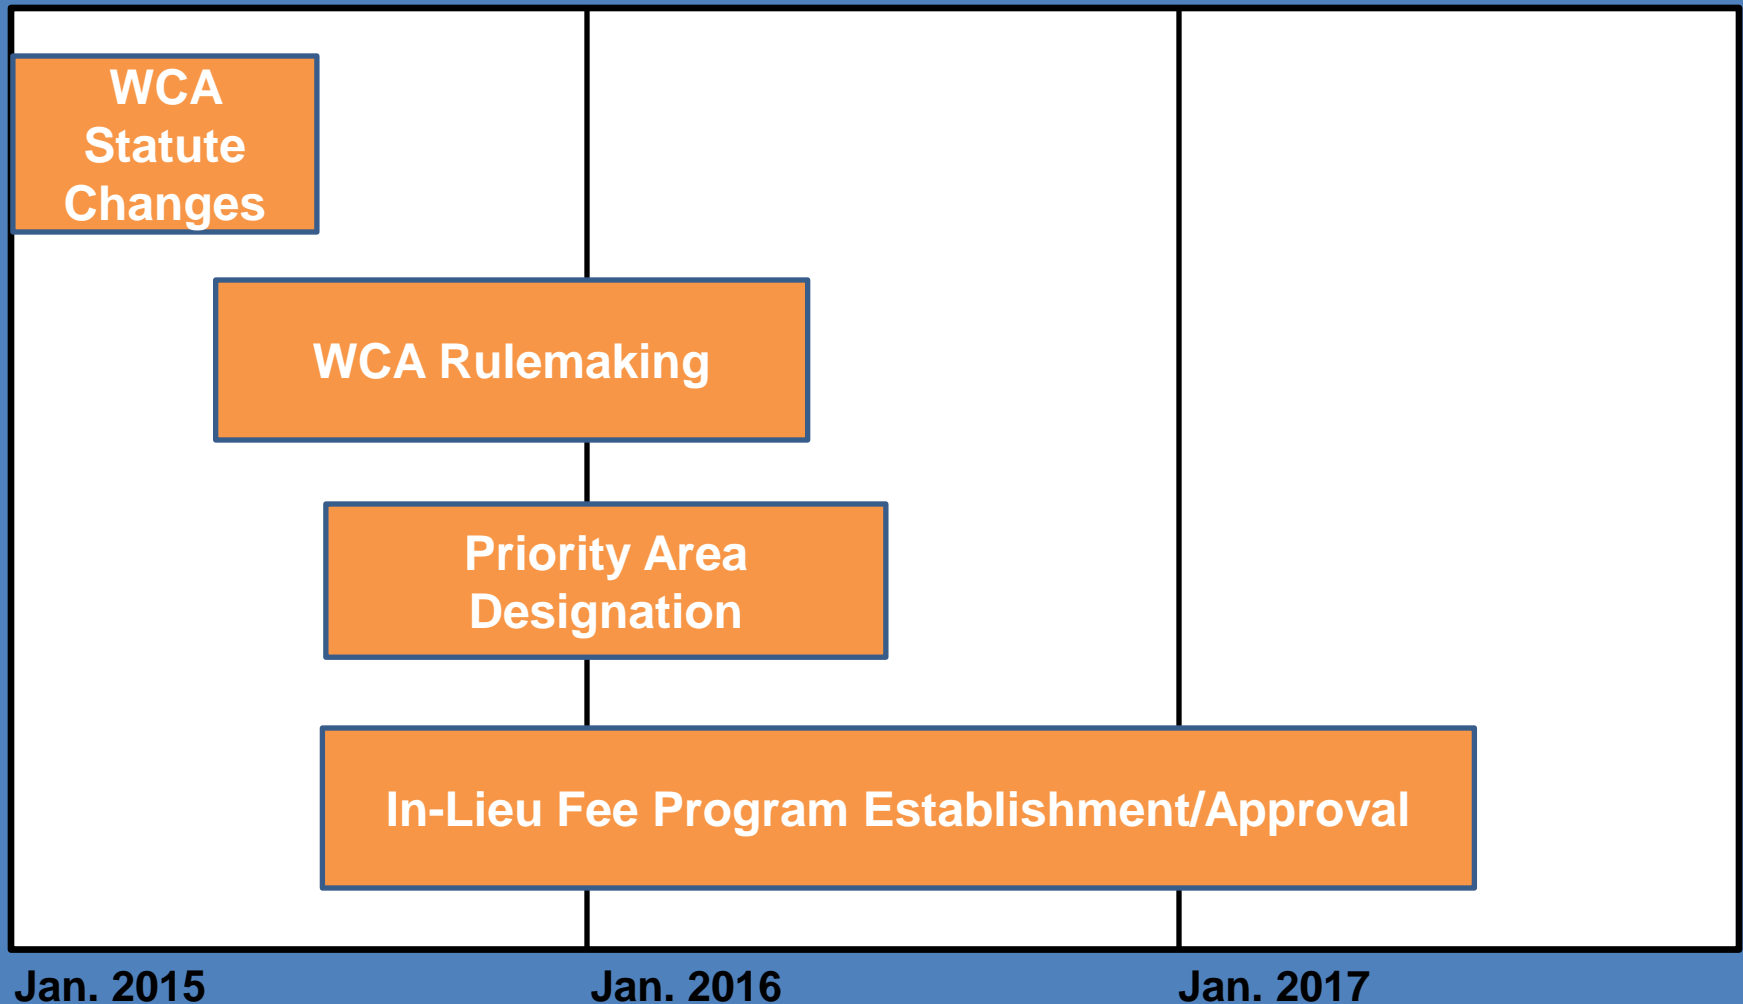 WCA
Statute
Changes
WCA Rulemaking
Priority Area
Designation
In-Lieu Fee Program Establishment/Approval
Jan. 2015
Jan. 2016
Jan. 2017